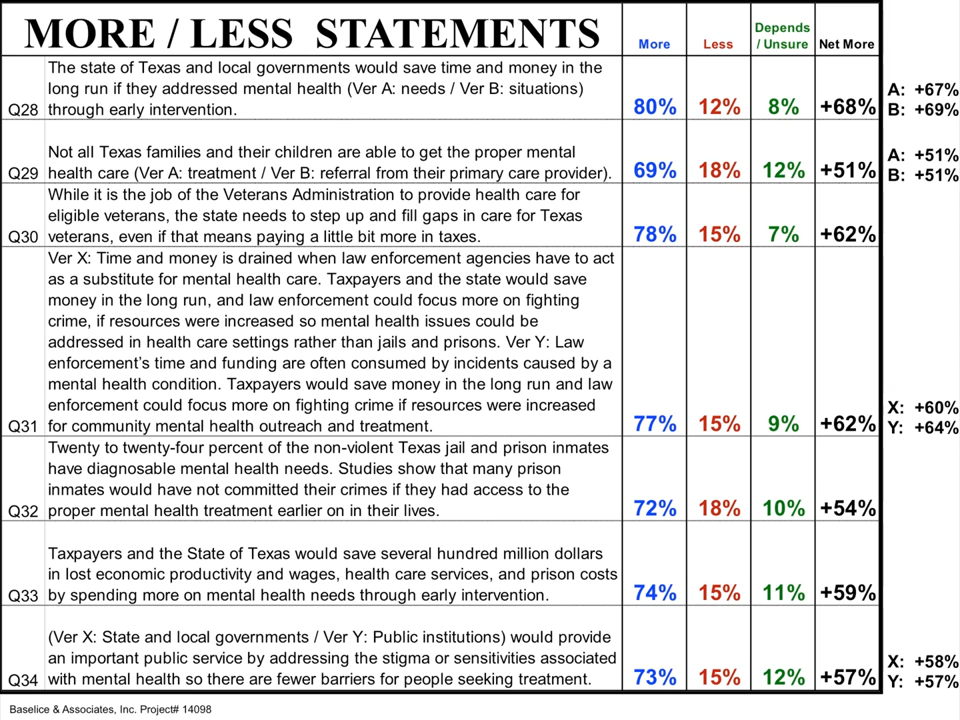 MORE / LESS STATEMENTS
More
Less
Depends
/ Unsure
Net More
The state of Texas and local governments would save time and money in the
long run if they addressed mental health (Ver A: needs / Ver B: situations)
Q28 through early intervention.
80% 12% 8% +68%
A: +67%
B: +69%
Not all Texas families and their children are able to get the proper mental
Q29 health care (Ver A: treatment / Ver B: referral from their primary care provider).
69% 18% 12% +51%
A: +51%
B: +51%
While it is the job of the Veterans Administration to provide health care for
eligible veterans, the state needs to step up and fill gaps in care for Texas
Q30 veterans, even if that means paying a little bit more in taxes.
78% 15% 7% +62%
Ver X: Time and money is drained when law enforcement agencies have to act
as a substitute for mental health care. Taxpayers and the state would save
money in the long run, and law enforcement could focus more on fighting
crime, if resources were increased so mental health issues could be
addressed in health care settings rather than jails and prisons. Ver Y: Law
enforcement's time and funding are often consumed by incidents caused by a
mental health condition. Taxpayers would save money in the long run and law
enforcement could focus more on fighting crime if resources were increased
Q31 for community mental health outreach and treatment.
77% 15% 9% +62%
X: +60%
Y: +64%
Twenty to twenty-four percent of the non-violent Texas jail and prison inmates
have diagnosable mental health needs. Studies show that many prison
inmates would have not committed their crimes if they had access to the
Q32 proper mental health treatment earlier on in their lives.
72% 18% 10% +54%
Taxpayers and the State of Texas would save several hundred million dollars
in lost economic productivity and wages, health care services, and prison costs
Q33 by spending more on mental health needs through early intervention.
74% 15% 11% +59%
(Ver X: State and local governments / Ver Y: Public institutions) would provide
an important public service by addressing the stigma or sensitivities associated
Q34 with mental health so there are fewer barriers for people seeking treatment.
73% 15% 12% +57%
X: +58%
Y: +57%
Baselice & Associates, Inc. Project# 14098